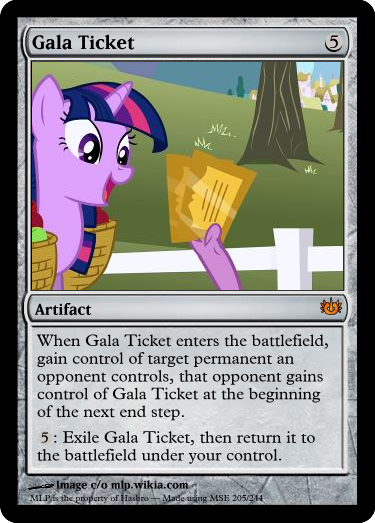 Gala Ticket 5
Artifact
When Gala Ticket enters the battlefield,
gain control of target permanent an
opponent controls, that opponent gains
control of Gala Ticket at the beginning
of the next end step.
5 : Exile Gala Ticket, then return it to
the battlefield under your control.
Image c/o mlp.wikia.com
MLP is the property of Hasbro — Made using MSE 205/244